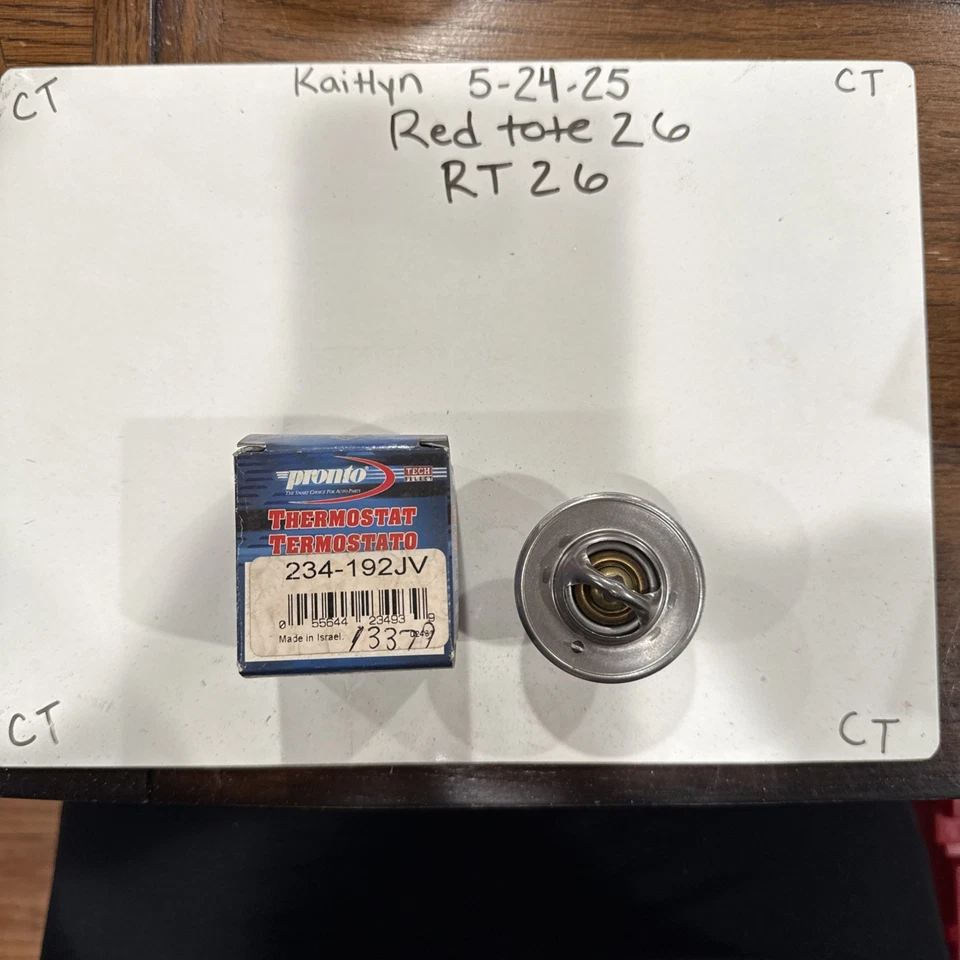 CT
Kaitlyn 5-24-25
CT
Red tote 26
RT 26
pronto
TECH SELECT
THE SMART CHOICE FOR AUTO PARTS
THERMOSTAT
TERMOSTATO
234-192JV
0 55644 23493 9
Made in Israel.
13379
CT
CT